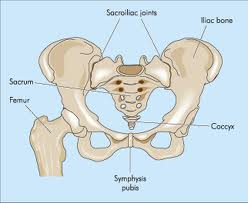 Sacroiliac joints
Iliac bone
Sacrum
Femur
Coccyx
Symphysis
pubis